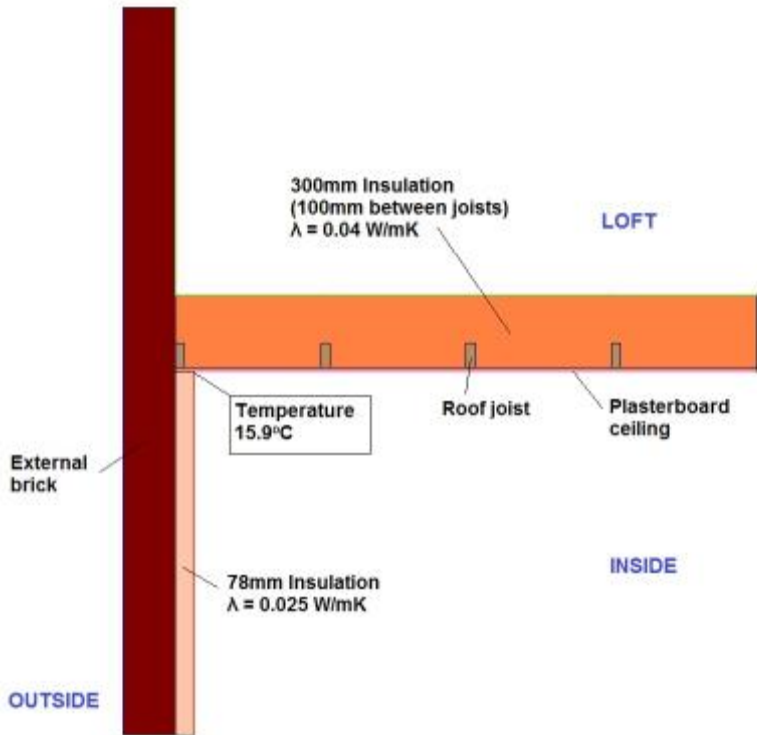 300mm Insulation
(100mm between joists)
λ = 0.04 W/mK
LOFT
Temperature
15.9ºC
Roof joist
Plasterboard
ceiling
External
brick
INSIDE
78mm Insulation
λ = 0.025 W/mK
OUTSIDE